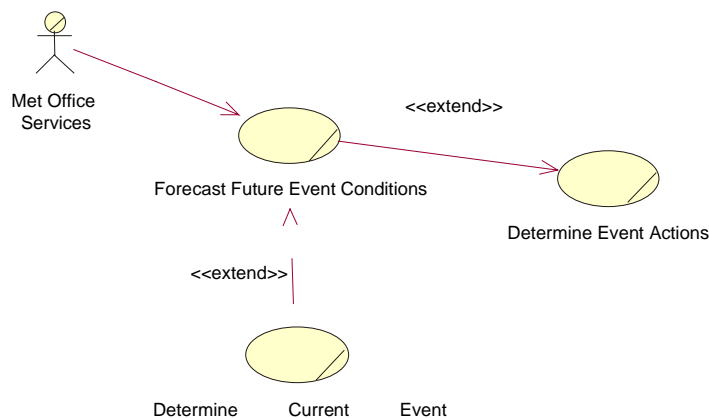 Met Office
Services
<<extend>>
Forecast Future Event Conditions
Determine Event Actions
<<extend>>
Determine Current Event